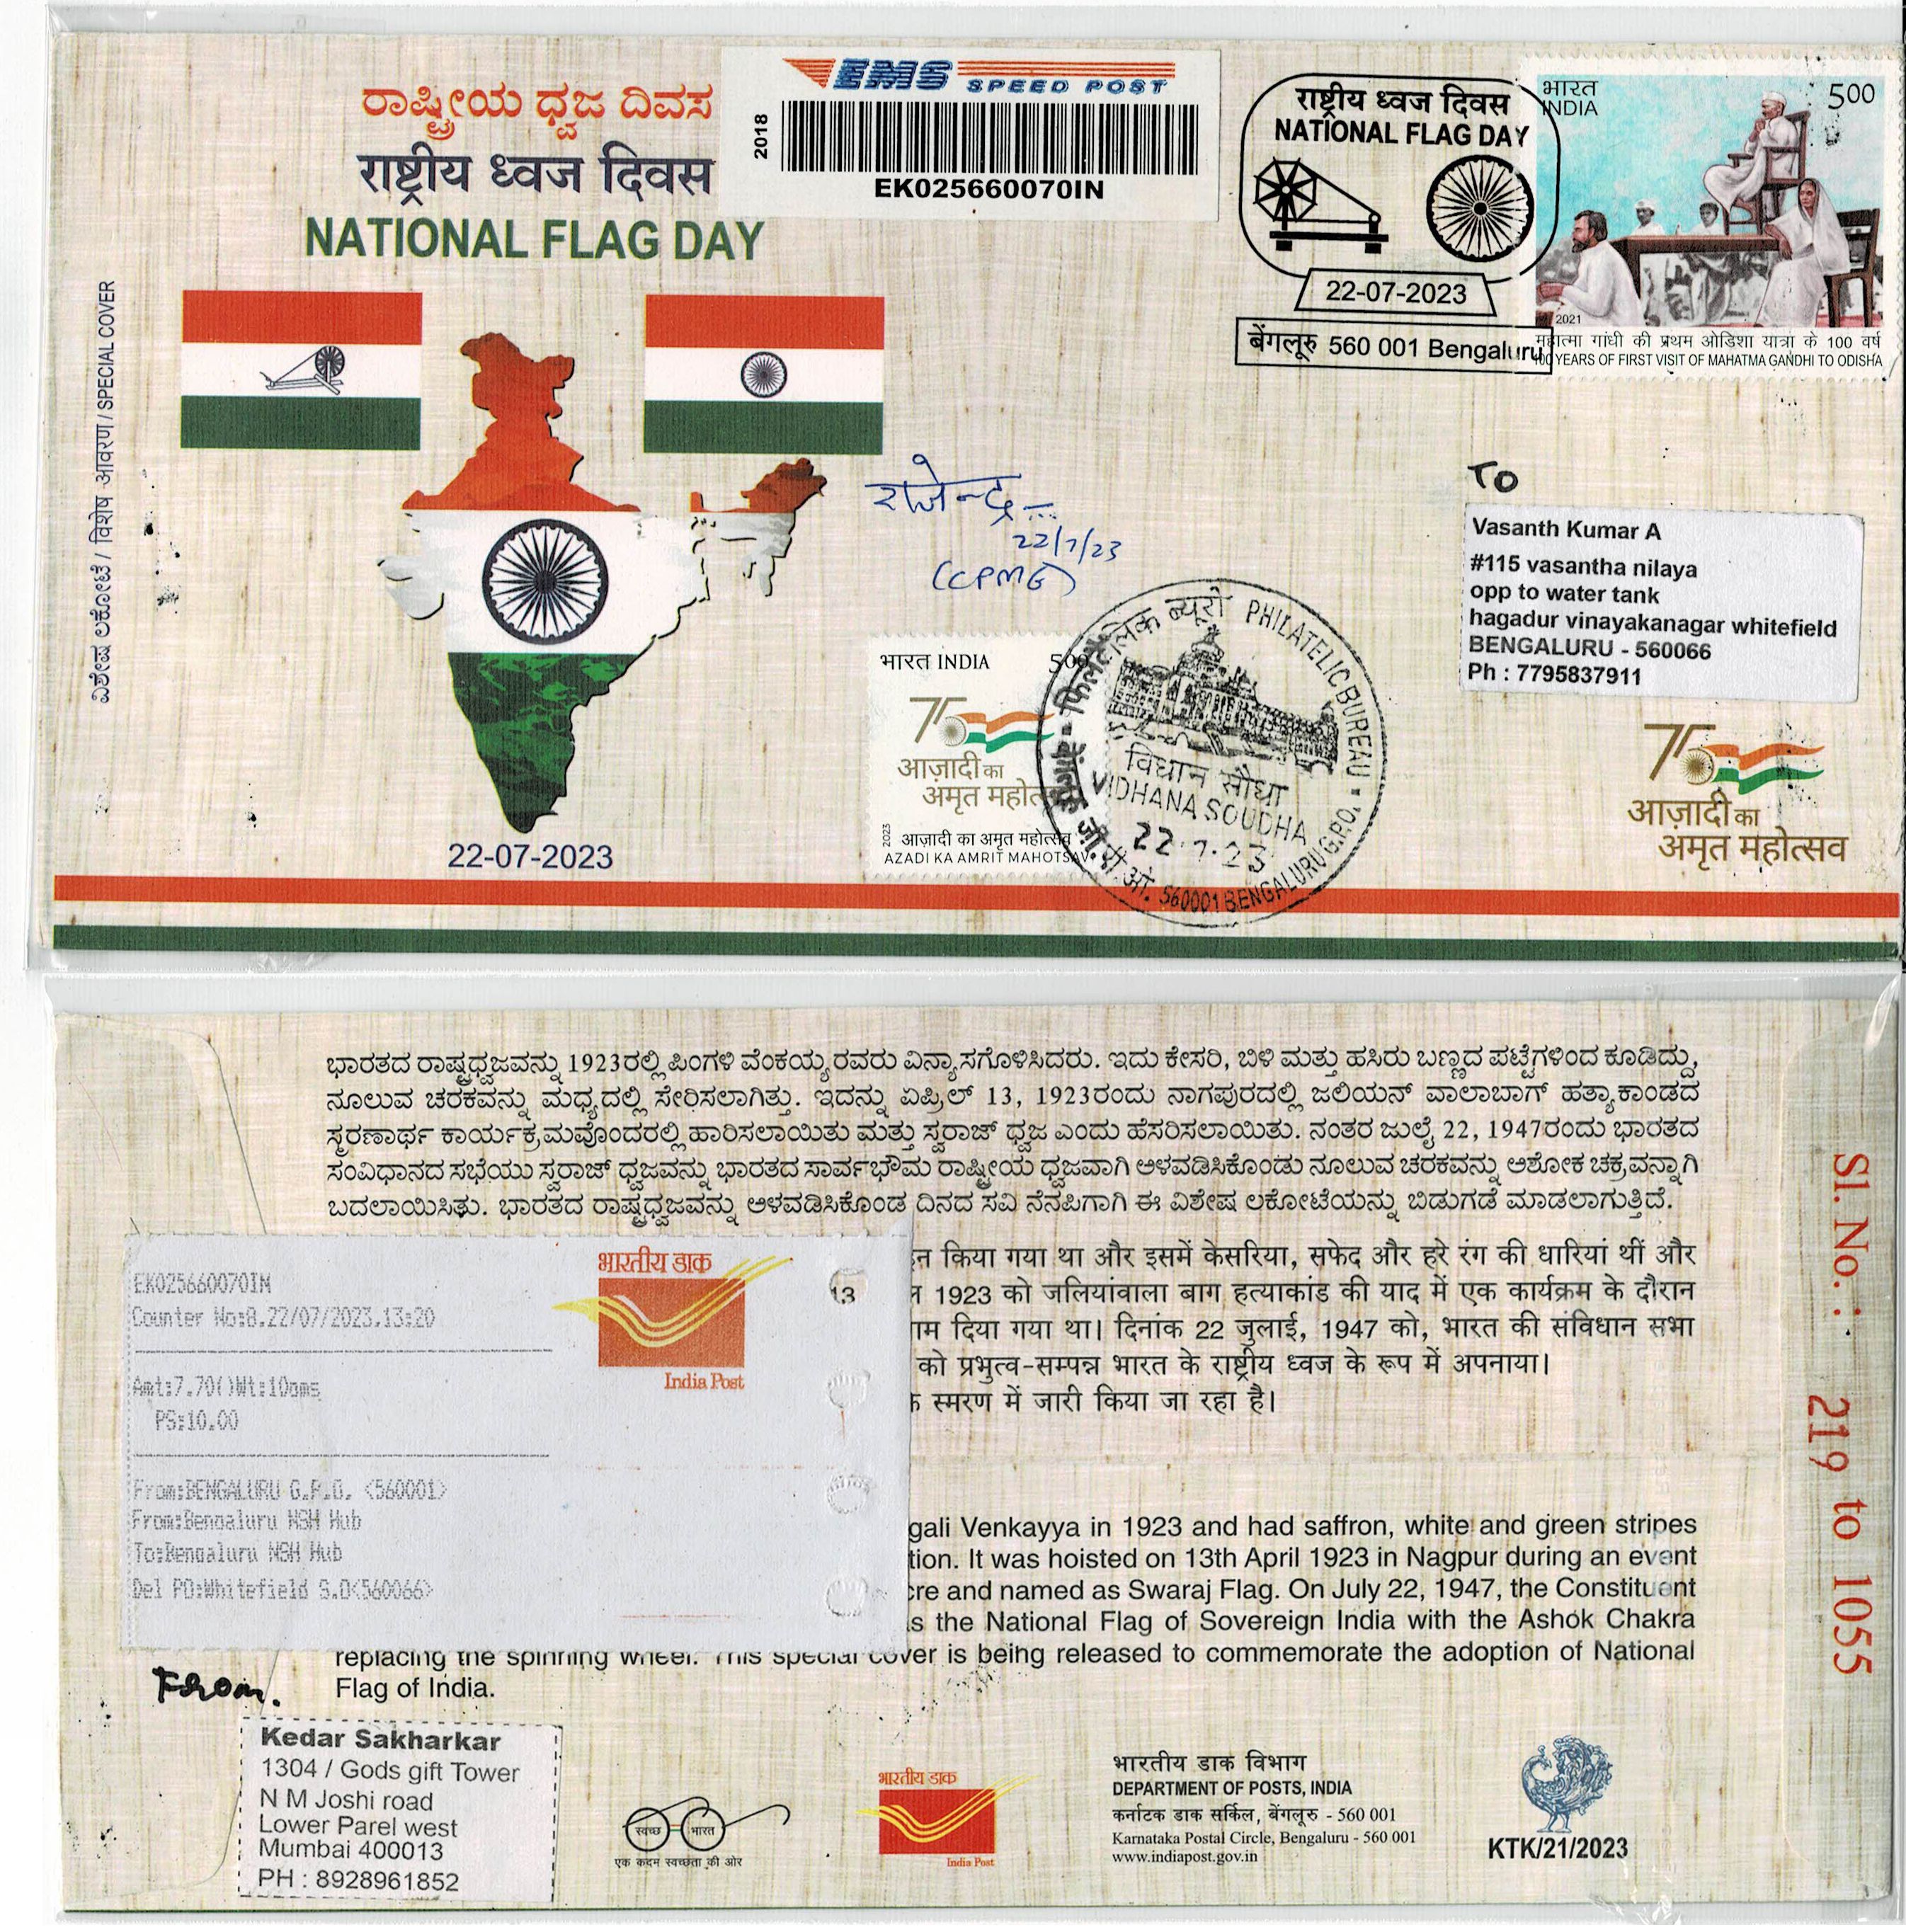 ರಾಷ್ಟ್ರೀಯ ಧ್ವಜ ದಿವಸ
राष्ट्रीय ध्वज दिवस
NATIONAL FLAG DAY
EMS SPEED POST
2018
EK025660070IN
राष्ट्रीय ध्वज दिवस
NATIONAL FLAG DAY
22-07-2023
बेंगलूरु 560 001 Bengaluru
भारत
INDIA
500
2021
महात्मा गांधी की प्रथम ओडिशा यात्रा के 100 वर्ष
100 YEARS OF FIRST VISIT OF MAHATMA GANDHI TO ODISHA
ವಿಶೇಷ ಲಕೋಟೆ / विशेष आवरण / SPECIAL COVER
राजेन्द्र
22/7/23
(CPMG)
TO
Vasanth Kumar A
#115 vasantha nilaya
opp to water tank
hagadur vinayakanagar whitefield
BENGALURU - 560066
Ph : 7795837911
भारत INDIA 500
75
आज़ादी का
अमृत महोत्सव
2023
आज़ादी का अमृत महोत्सव
AZADI KA AMRIT MAHOTSAV
फिलेटेलिक ब्यूरो PHILATELIC BUREAU
विधान सौधा
VIDHANA SOUDHA
22.7.23
बेंगलूरु जी.पी.ओ. 560001 BENGALURU G.P.O.
75
आज़ादी का
अमृत महोत्सव
22-07-2023
ಭಾರತದ ರಾಷ್ಟ್ರಧ್ವಜವನ್ನು 1923ರಲ್ಲಿ ಪಿಂಗಳಿ ವೆಂಕಯ್ಯರವರು ವಿನ್ಯಾಸಗೊಳಿಸಿದರು. ಇದು ಕೇಸರಿ, ಬಿಳಿ ಮತ್ತು ಹಸಿರು ಬಣ್ಣದ ಪಟ್ಟೆಗಳಿಂದ ಕೂಡಿದ್ದು,
ನೂಲುವ ಚರಕವನ್ನು ಮಧ್ಯದಲ್ಲಿ ಸೇರಿಸಲಾಗಿತ್ತು. ಇದನ್ನು ಏಪ್ರಿಲ್ 13, 1923ರಂದು ನಾಗಪುರದಲ್ಲಿ ಜಲಿಯನ್ ವಾಲಾಬಾಗ್ ಹತ್ಯಾಕಾಂಡದ
ಸ್ಮರಣಾರ್ಥ ಕಾರ್ಯಕ್ರಮವೊಂದರಲ್ಲಿ ಹಾರಿಸಲಾಯಿತು ಮತ್ತು ಸ್ವರಾಜ್ ಧ್ವಜ ಎಂದು ಹೆಸರಿಸಲಾಯಿತು. ನಂತರ ಜುಲೈ 22, 1947ರಂದು ಭಾರತದ
ಸಂವಿಧಾನದ ಸಭೆಯು ಸ್ವರಾಜ್ ಧ್ವಜವನ್ನು ಭಾರತದ ಸಾರ್ವಭೌಮ ರಾಷ್ಟ್ರೀಯ ಧ್ವಜವಾಗಿ ಅಳವಡಿಸಿಕೊಂಡು ನೂಲುವ ಚರಕವನ್ನು ಅಶೋಕ ಚಕ್ರವನ್ನಾಗಿ
ಬದಲಾಯಿಸಿತು. ಭಾರತದ ರಾಷ್ಟ್ರಧ್ವಜವನ್ನು ಅಳವಡಿಸಿಕೊಂಡ ದಿನದ ಸವಿ ನೆನಪಿಗಾಗಿ ಈ ವಿಶೇಷ ಲಕೋಟೆಯನ್ನು ಬಿಡುಗಡೆ ಮಾಡಲಾಗುತ್ತಿದೆ.
किया गया था और इसमें केसरिया, सफेद और हरे रंग की धारियां थीं और
1923 को जलियांवाला बाग हत्याकांड की याद में एक कार्यक्रम के दौरान
दिया गया था। दिनांक 22 जुलाई, 1947 को, भारत की संविधान सभा
को प्रभुत्व-सम्पन्न भारत के राष्ट्रीय ध्वज के रूप में अपनाया।
स्मरण में जारी किया जा रहा है।
gali Venkayya in 1923 and had saffron, white and green stripes
tion. It was hoisted on 13th April 1923 in Nagpur during an event
cre and named as Swaraj Flag. On July 22, 1947, the Constituent
s the National Flag of Sovereign India with the Ashok Chakra
replacing the spinning wheel. This special cover is being released to commemorate the adoption of National
Flag of India.
EK025660070IN
Counter No:8,22/07/2023,13:20
Amt:7.70()Wt:10gms
PS:10.00
From:BENGALURU G.P.O. <560001>
From:Bengaluru NSH Hub
To:Bengaluru NSH Hub
Del PO:Whitefield S.O<560066>
भारतीय डाक
India Post
13
Sl. No. : 219 to 1055
From.
Kedar Sakharkar
1304 / Gods gift Tower
N M Joshi road
Lower Parel west
Mumbai 400013
PH : 8928961852
स्वच्छ भारत
एक कदम स्वच्छता की ओर
भारतीय डाक
India Post
भारतीय डाक विभाग
DEPARTMENT OF POSTS, INDIA
कर्नाटक डाक सर्किल, बेंगलूरु - 560 001
Karnataka Postal Circle, Bengaluru - 560 001
www.indiapost.gov.in
KTK/21/2023